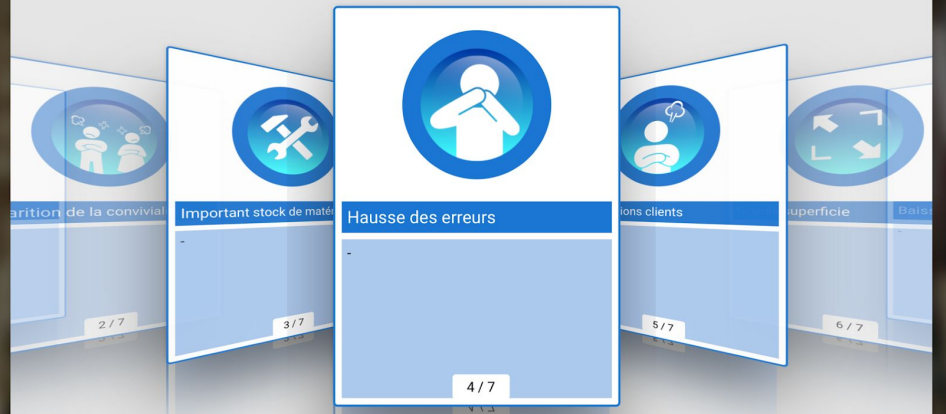 arition de la convivial
2 / 7
Important stock de maté
-
3 / 7
Hausse des erreurs
-
4 / 7
ions clients
5 / 7
superficie
6 / 7
Bais
-